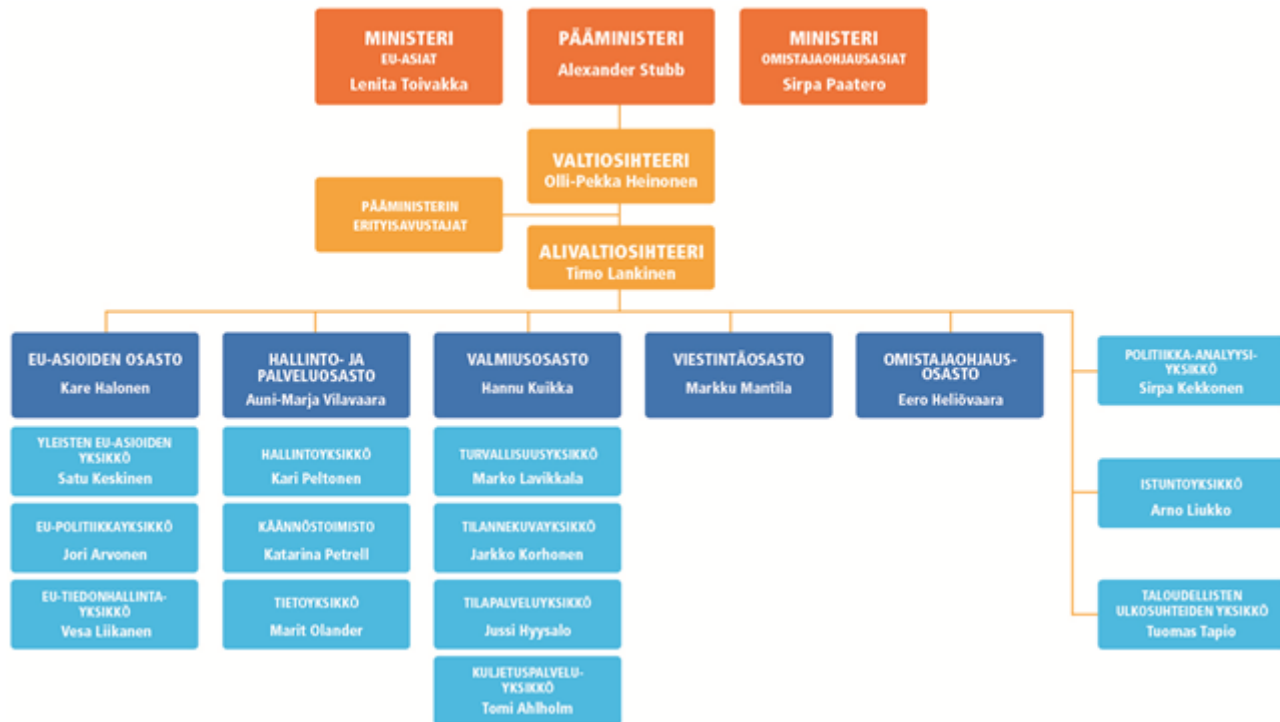 MINISTERI
EU-ASIAT
Lenita Toivakka
PÄÄMINISTERI
Alexander Stubb
MINISTERI
OMISTAJAOHJAUSASIAT
Sirpa Paatero
VALTIOSIHTEERI
Olli-Pekka Heinonen
PÄÄMINISTERIN
ERITYISAVUSTAJAT
ALIVALTIOSIHTEERI
Timo Lankinen
EU-ASIOIDEN OSASTO
Kare Halonen
HALLINTO- JA
PALVELUOSASTO
Auni-Marja Vilavaara
VALMIUSOSASTO
Hannu Kuikka
VIESTINTÄOSASTO
Markku Mantila
OMISTAJAOHJAUS-
OSASTO
Eero Heliövaara
YLEISTEN EU-ASIOIDEN
YKSIKKÖ
Satu Keskinen
EU-POLITIIKKAYKSIKKÖ
Jori Arvonen
EU-TIEDONHALLINTA-
YKSIKKÖ
Vesa Liikanen
HALLINTOYKSIKKÖ
Kari Peltonen
KÄÄNNÖSTOIMISTO
Katarina Petrell
TIETOYKSIKKÖ
Marit Olander
TURVALLISUUSYKSIKKÖ
Marko Lavikkala
TILANNEKUVAYKSIKKÖ
Jarkko Korhonen
TILAPALVELUYKSIKKÖ
Jussi Hyysalo
KULJETUSPALVELU-
YKSIKKÖ
Tomi Ahlholm
POLITIIKKA-ANALYYSI-
YKSIKKÖ
Sirpa Kekkonen
ISTUNTOYKSIKKÖ
Arno Liukko
TALOUDELLISTEN
ULKOSUHTEIDEN YKSIKKÖ
Tuomas Tapio